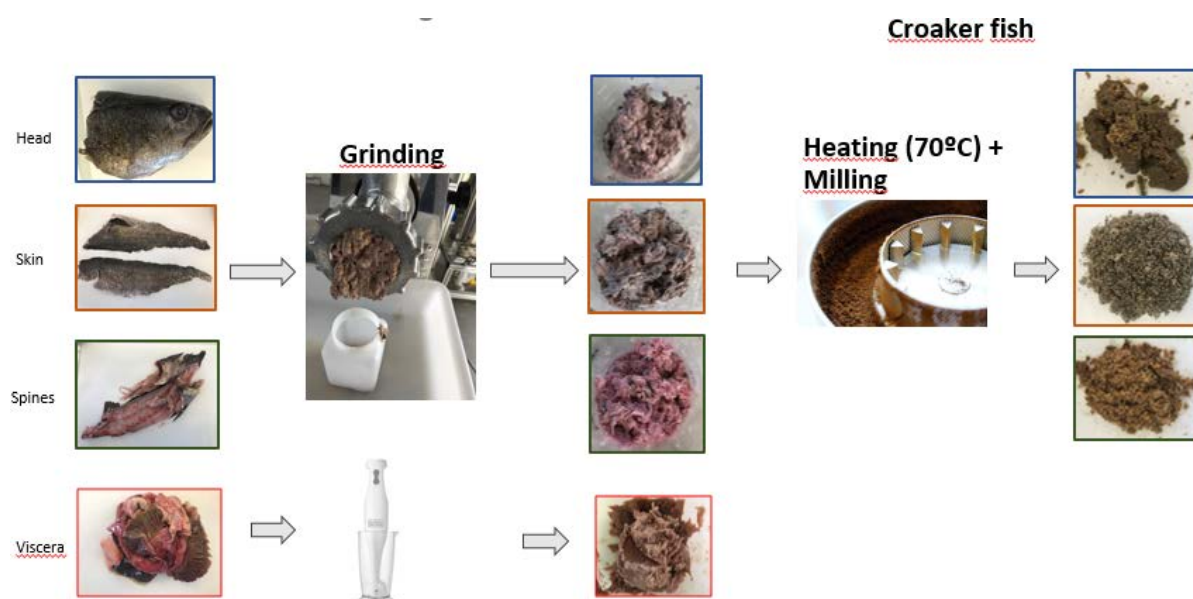 Croaker fish
Head
Grinding
Heating (70ºC) +
Milling
Skin
Spines
Viscera